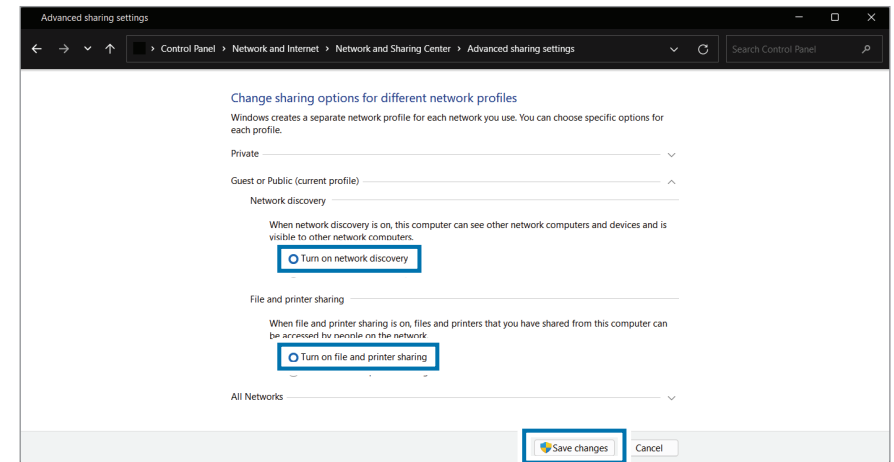 Advanced sharing settings
Control Panel > Network and Internet > Network and Sharing Center > Advanced sharing settings
Search Control Panel
Change sharing options for different network profiles
Windows creates a separate network profile for each network you use. You can choose specific options for
each profile.
Private
Guest or Public (current profile)
Network discovery
When network discovery is on, this computer can see other network computers and devices and is
visible to other network computers.
Turn on network discovery
File and printer sharing
When file and printer sharing is on, files and printers that you have shared from this computer can
be accessed by people on the network.
Turn on file and printer sharing
All Networks
Save changes
Cancel